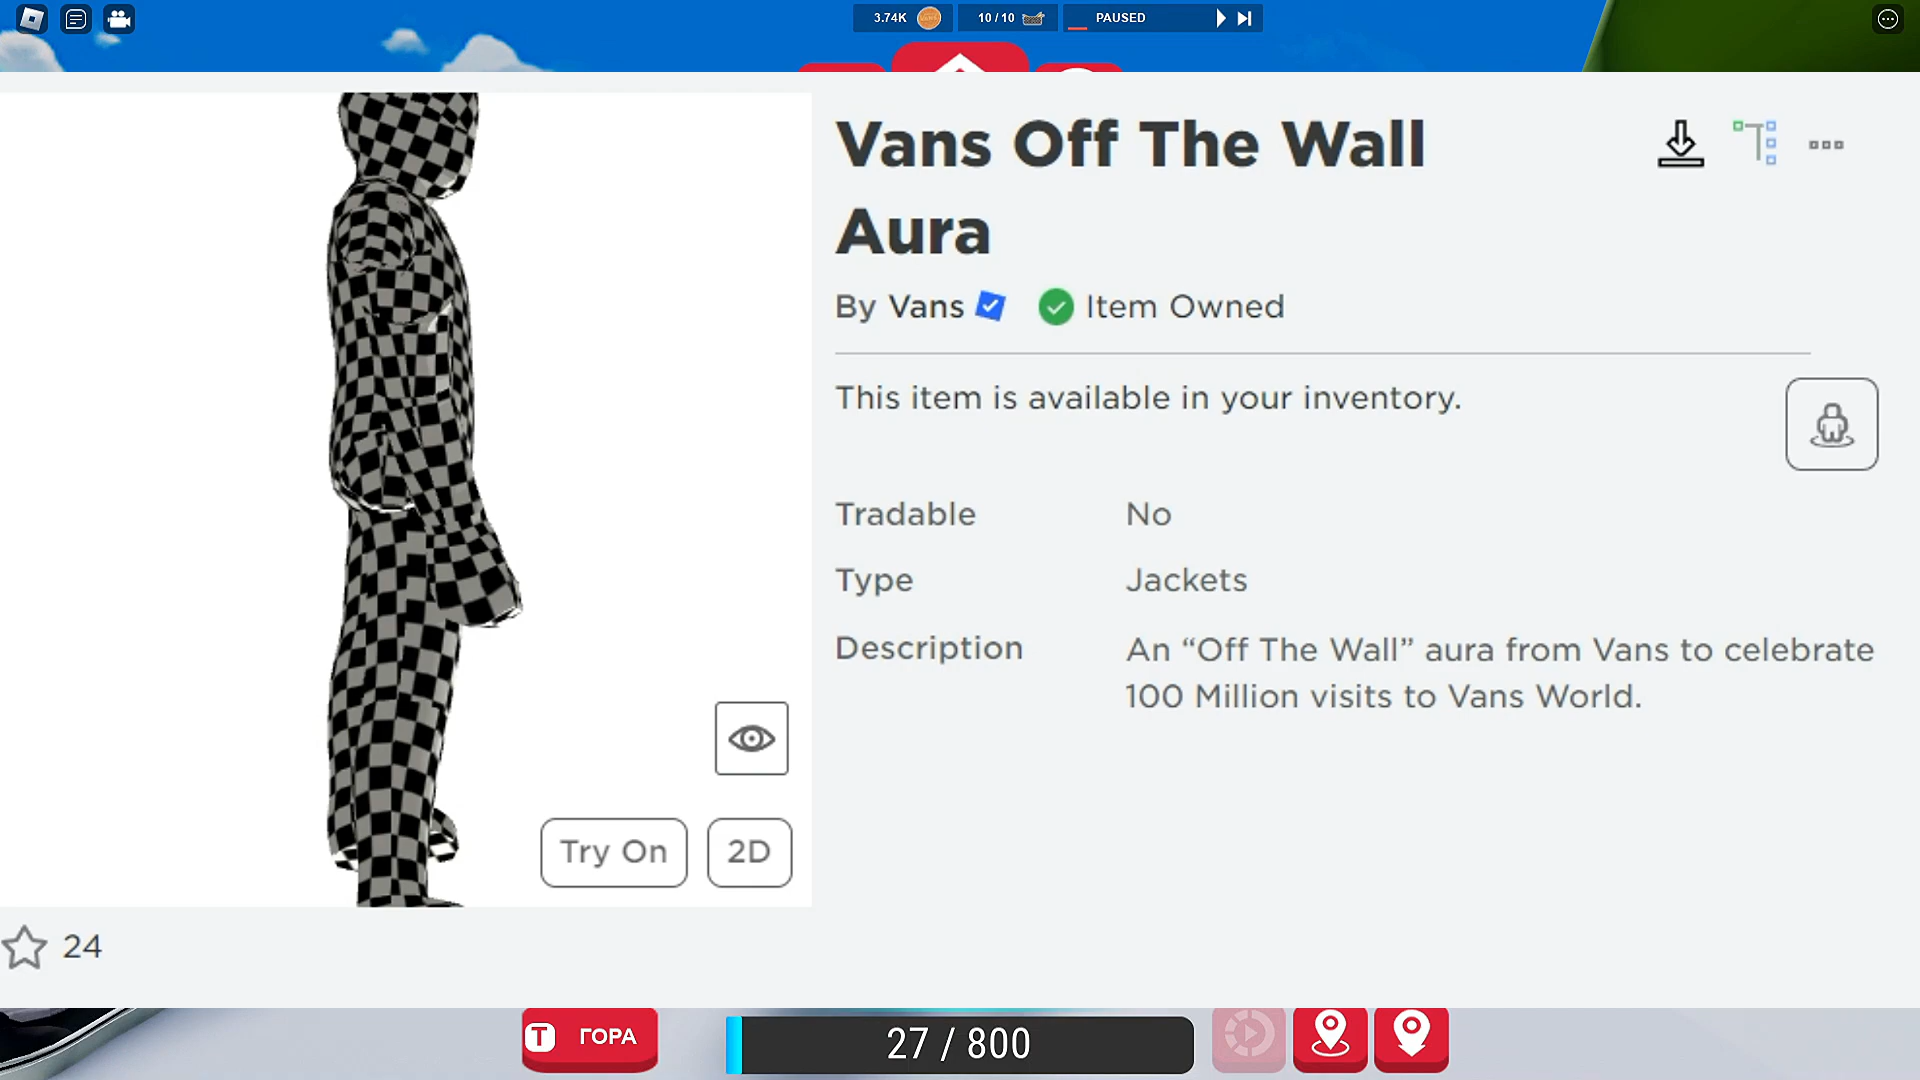 3.74K
10 / 10
PAUSED
Vans Off The Wall
Aura
By Vans
Item Owned
This item is available in your inventory.
Tradable No
Type Jackets
Description An “Off The Wall” aura from Vans to celebrate
100 Million visits to Vans World.
Try On
2D
24
T ГОРА
27 / 800